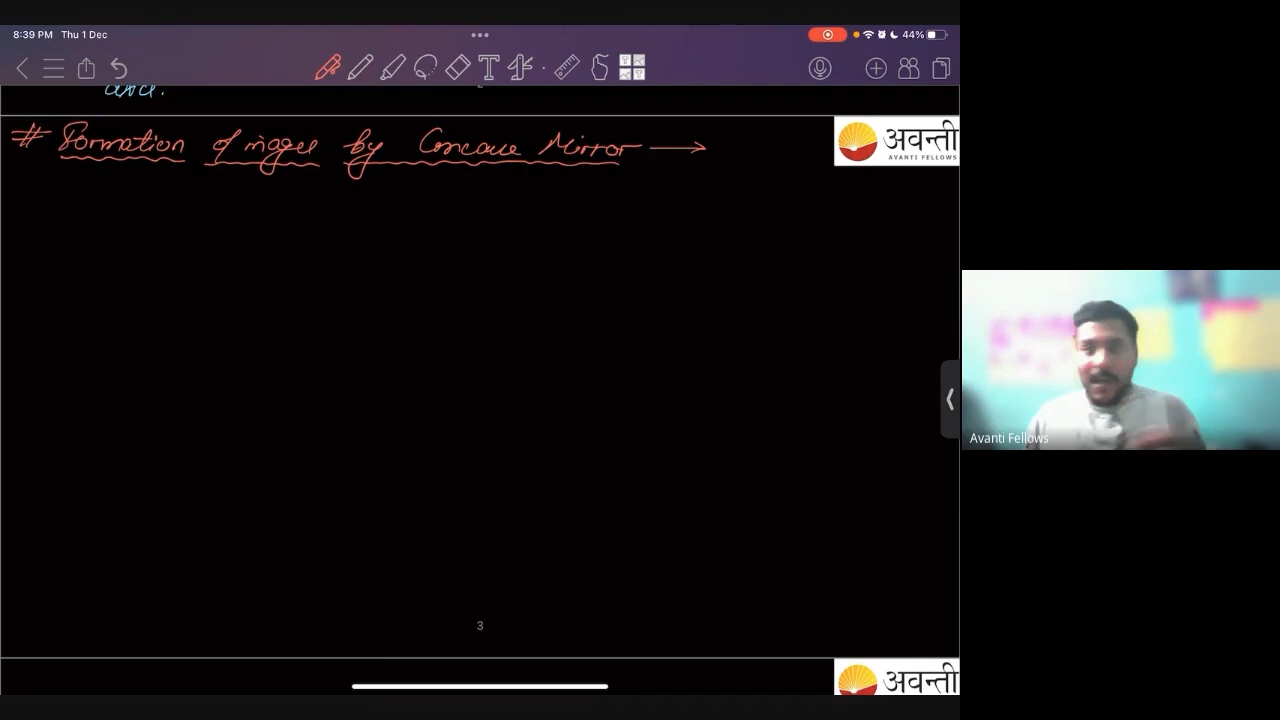 8:39 PM Thu 1 Dec
44%
# Formation of images by Concave Mirror →
अवन्ती
AVANTI FELLOWS
Avanti Fellows
3
अवन्ती